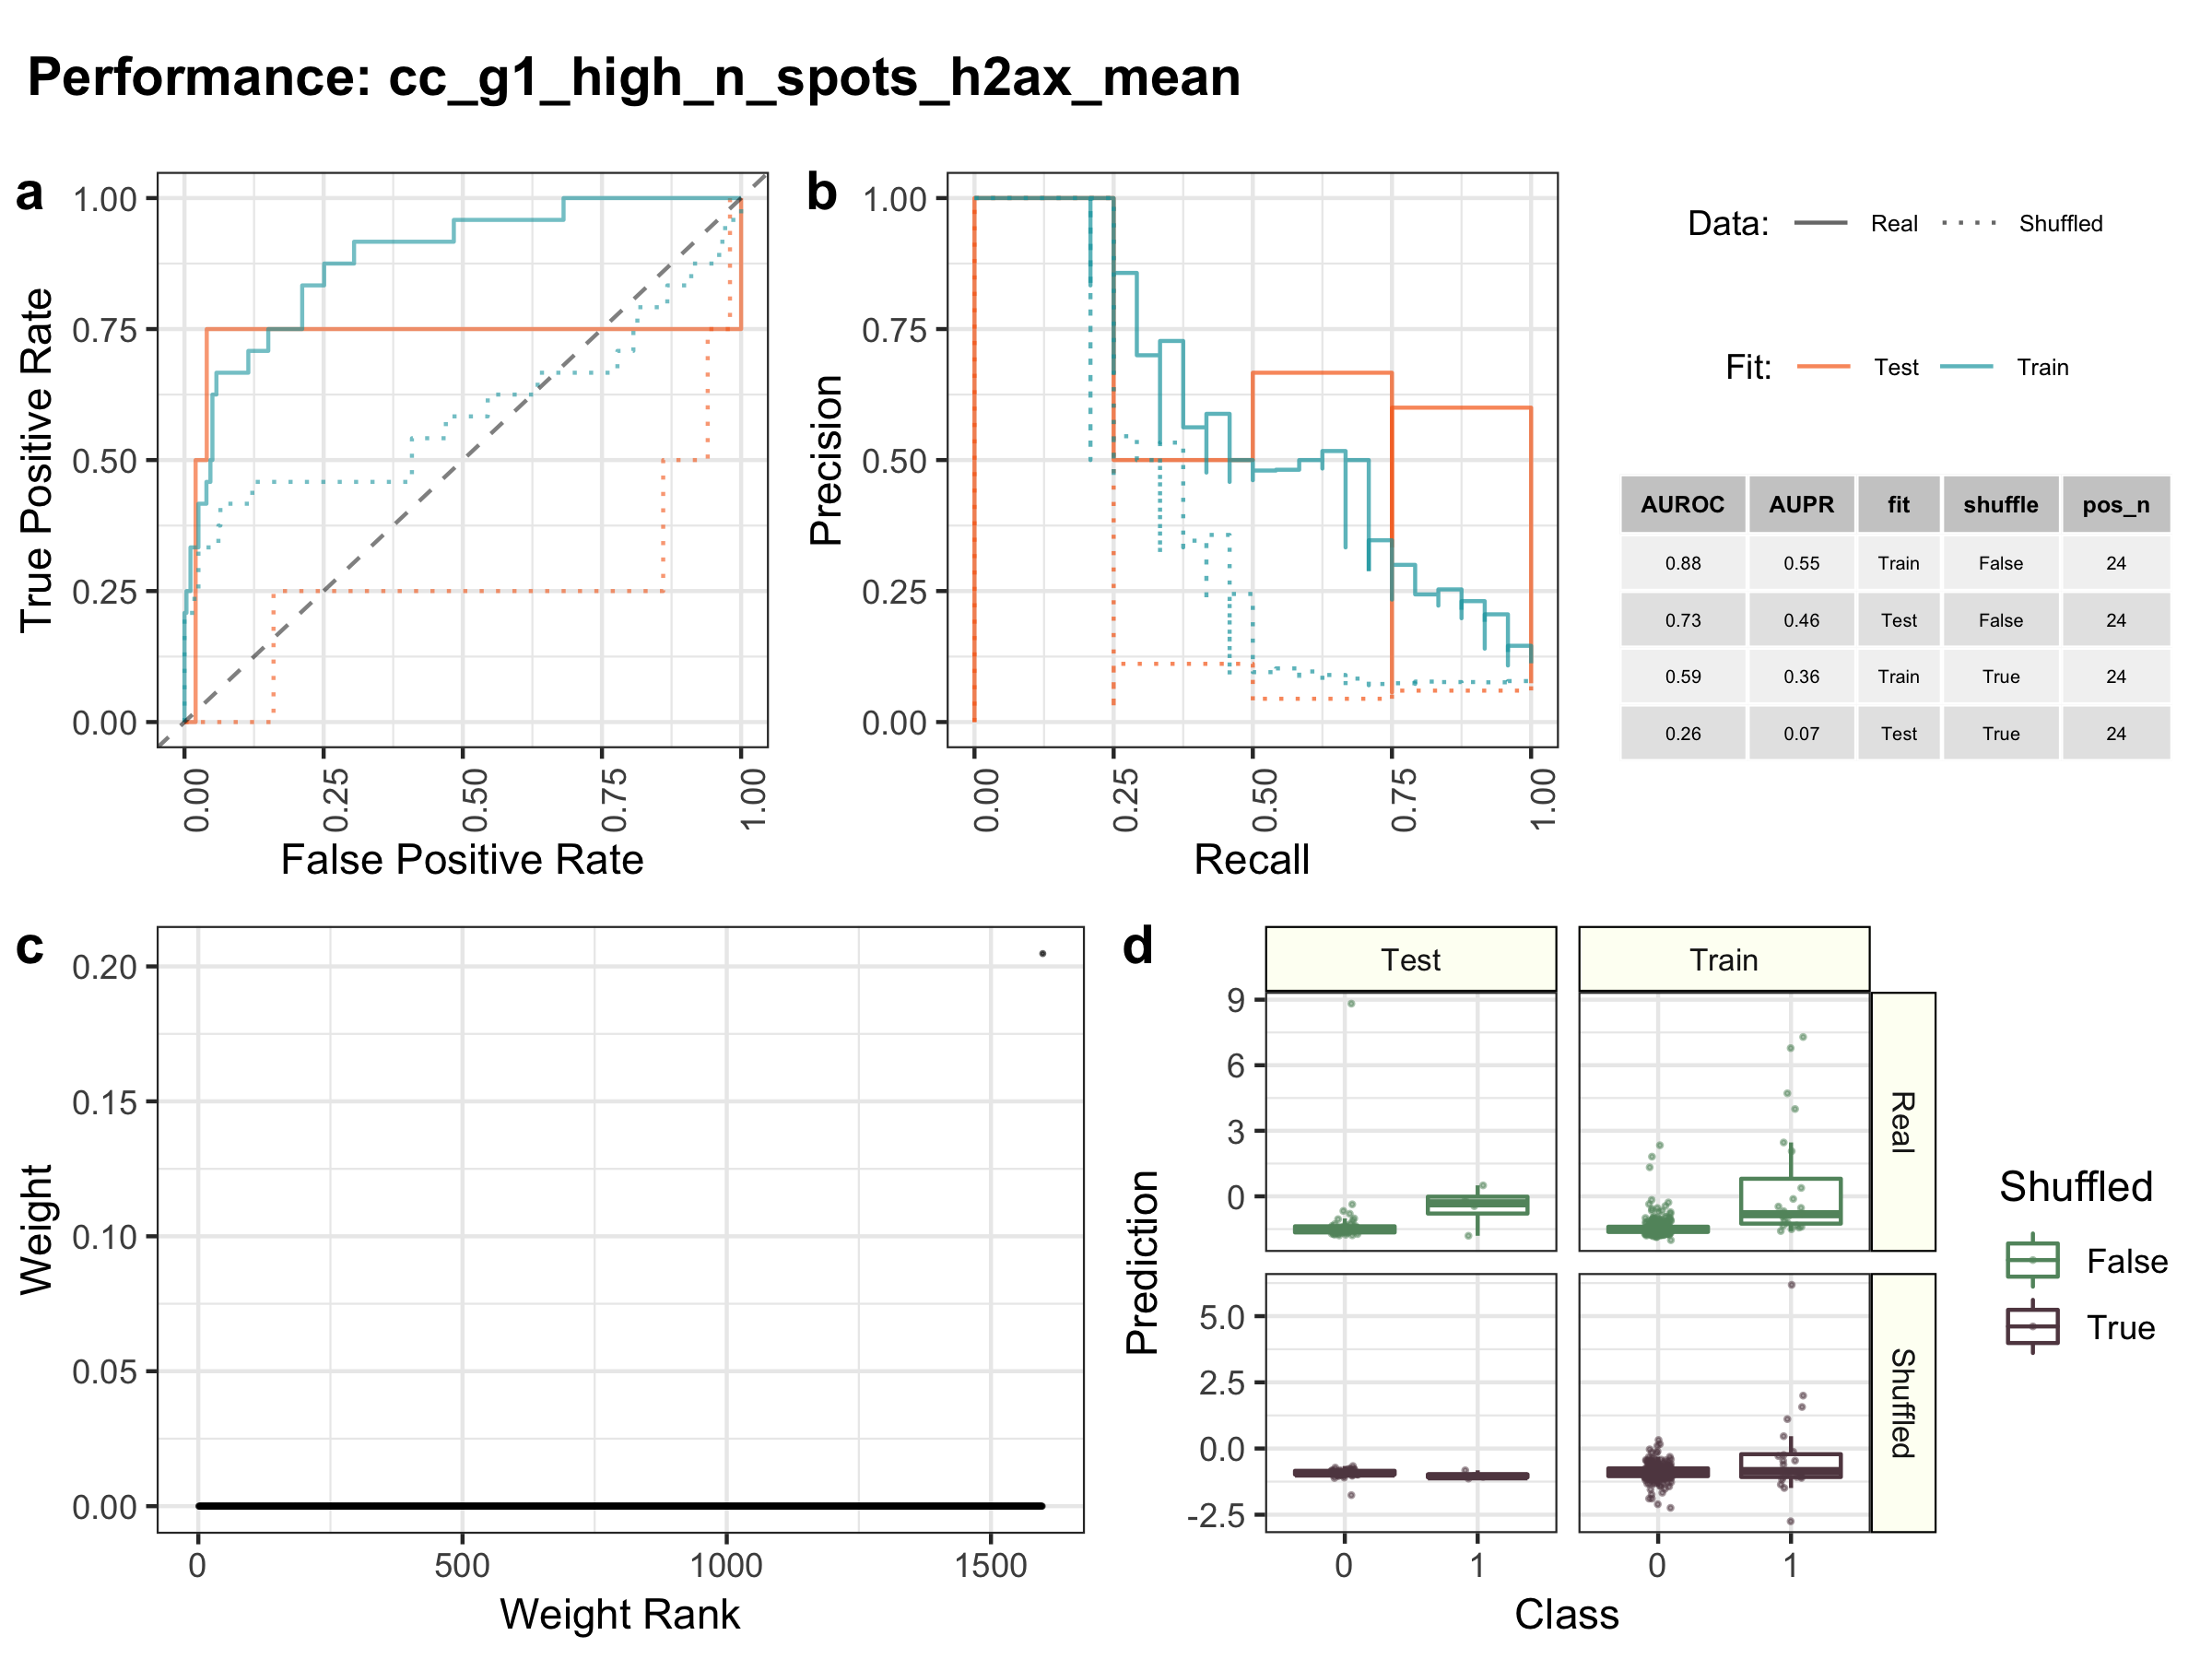 Performance: cc_g1_high_n_spots_h2ax_mean
a
1.00
0.75
0.50
0.25
0.00
True Positive Rate
0.00
0.25
0.50
0.75
1.00
False Positive Rate
b
1.00
0.75
0.50
0.25
0.00
Precision
0.00
0.25
0.50
0.75
1.00
Recall
Data: Real Shuffled
Fit: Test Train
AUROC AUPR fit shuffle pos_n
0.88 0.55 Train False 24
0.73 0.46 Test False 24
0.59 0.36 Train True 24
0.26 0.07 Test True 24
c
0.20
0.15
0.10
0.05
0.00
Weight
0 500 1000 1500
Weight Rank
d
Test Train
9
6
3
0
Real
5.0
2.5
0.0
-2.5
Shuffled
Prediction
0 1 0 1
Class
Shuffled
False
True